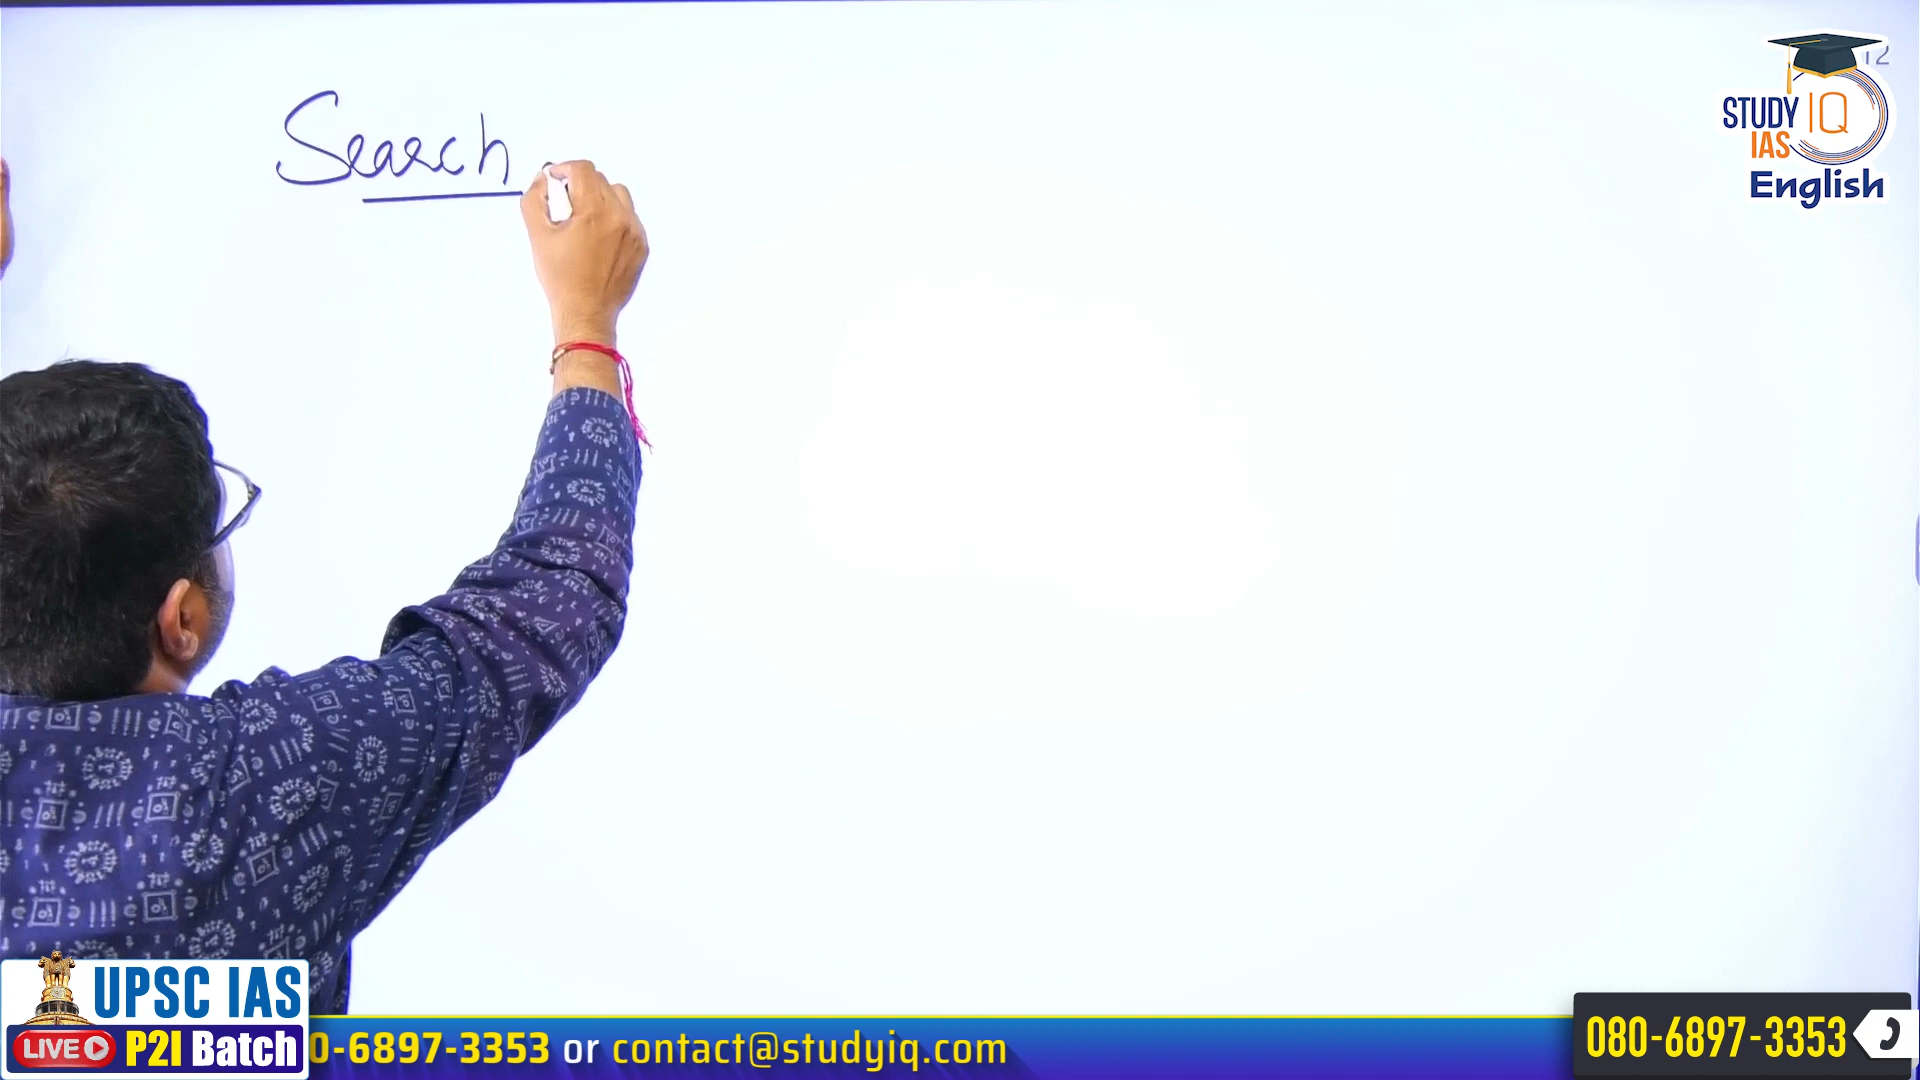 12
STUDY IQ
IAS
English
Search
UPSC IAS
LIVE P2I Batch
0-6897-3353 or contact@studyiq.com
080-6897-3353